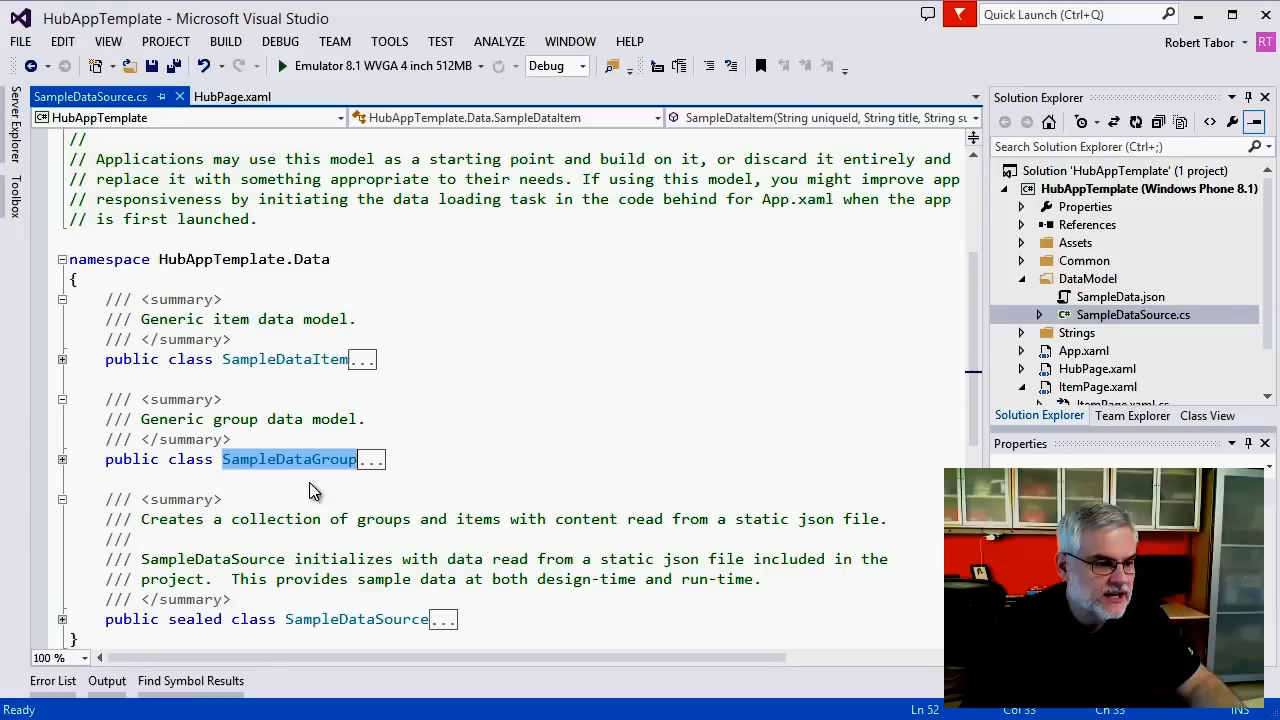 HubAppTemplate - Microsoft Visual Studio
Quick Launch (Ctrl+Q)
FILE EDIT VIEW PROJECT BUILD DEBUG TEAM TOOLS TEST ANALYZE WINDOW HELP
Robert Tabor RT
Emulator 8.1 WVGA 4 inch 512MB Debug
Server Explorer
Toolbox
SampleDataSource.cs HubPage.xaml
HubAppTemplate HubAppTemplate.Data.SampleDataItem SampleDataItem(String uniqueId, String title, String su
//
// Applications may use this model as a starting point and build on it, or discard it entirely and
// replace it with something appropriate to their needs. If using this model, you might improve app
// responsiveness by initiating the data loading task in the code behind for App.xaml when the app
// is first launched.
namespace HubAppTemplate.Data
{
/// <summary>
/// Generic item data model.
/// </summary>
public class SampleDataItem...
/// <summary>
/// Generic group data model.
/// </summary>
public class SampleDataGroup...
/// <summary>
/// Creates a collection of groups and items with content read from a static json file.
///
/// SampleDataSource initializes with data read from a static json file included in the
/// project.  This provides sample data at both design-time and run-time.
/// </summary>
public sealed class SampleDataSource...
}
100 %
Error List Output Find Symbol Results
Ready Ln 52 Col 33 Ch 33 INS
Solution Explorer
Search Solution Explorer (Ctrl+;)
Solution 'HubAppTemplate' (1 project)
HubAppTemplate (Windows Phone 8.1)
Properties
References
Assets
Common
DataModel
SampleData.json
SampleDataSource.cs
Strings
App.xaml
HubPage.xaml
ItemPage.xaml
ItemPage.xaml.cs
Solution Explorer Team Explorer Class View
Properties